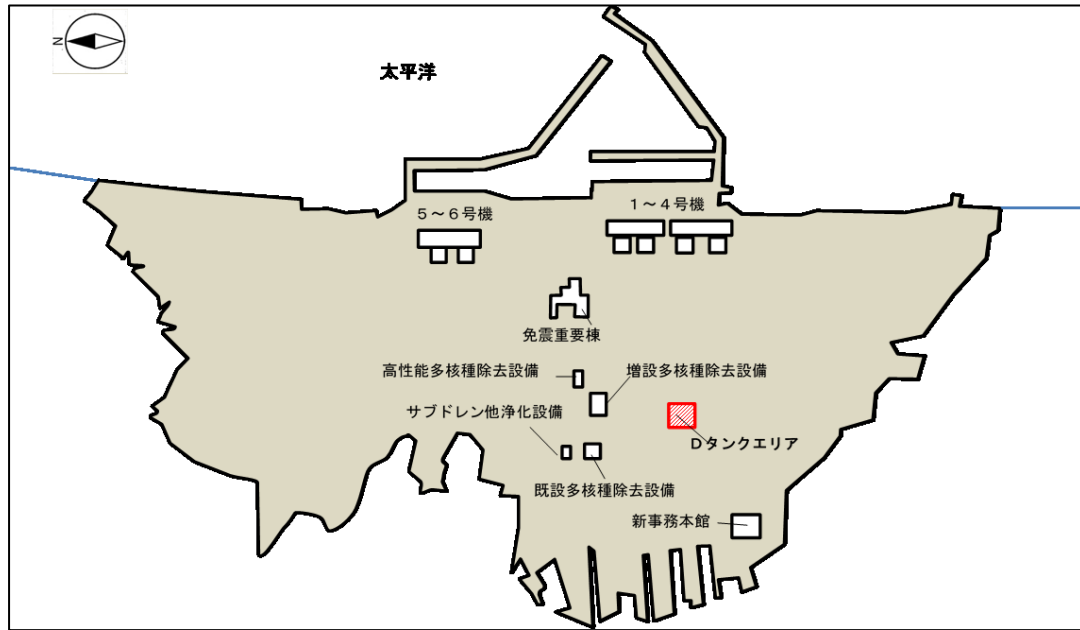 N
太平洋
5～6号機
1～4号機
免震重要棟
高性能多核種除去設備
増設多核種除去設備
サブドレン他浄化設備
Dタンクエリア
既設多核種除去設備
新事務本館